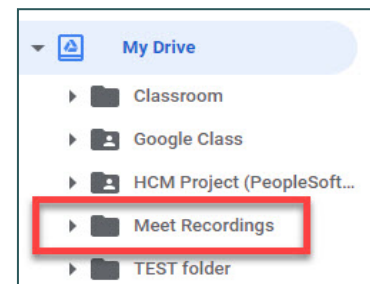 My Drive
Classroom
Google Class
HCM Project (PeopleSoft...
Meet Recordings
TEST folder